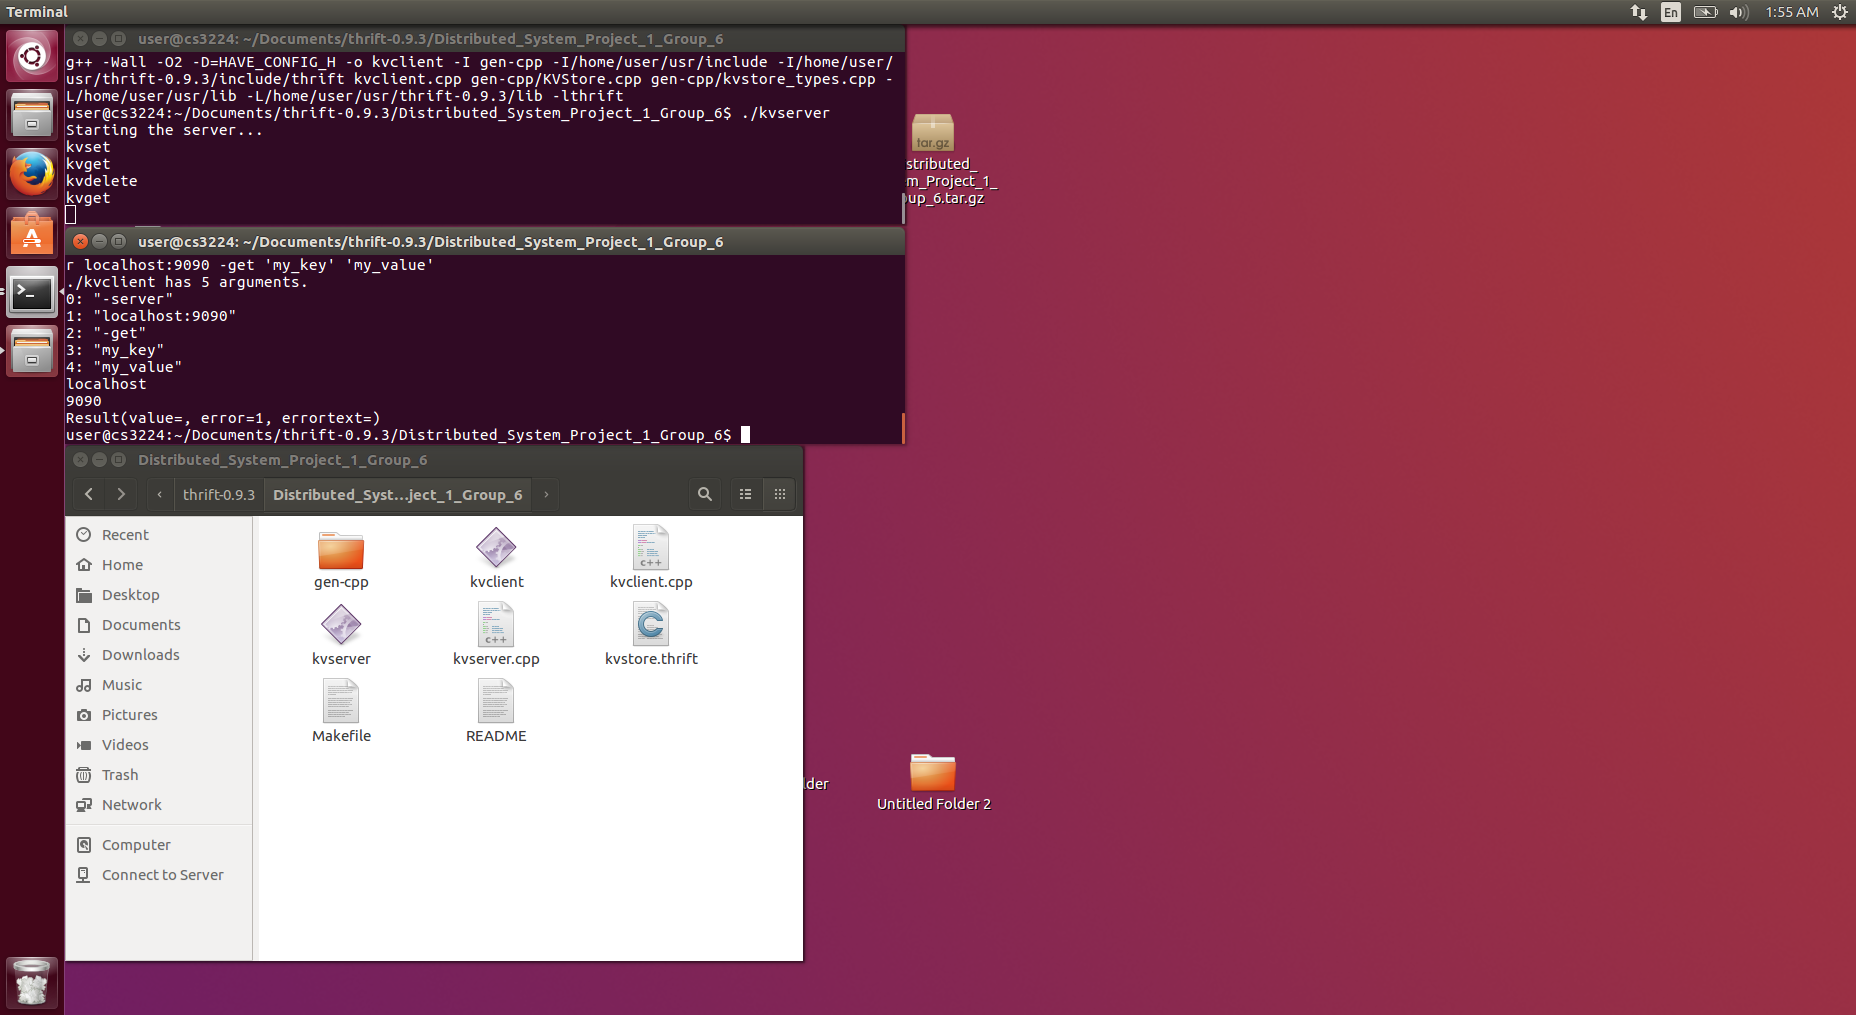 Terminal
En
1:55 AM
user@cs3224: ~/Documents/thrift-0.9.3/Distributed_System_Project_1_Group_6
g++ -Wall -O2 -D=HAVE_CONFIG_H -o kvclient -I gen-cpp -I/home/user/usr/include -I/home/user/
usr/thrift-0.9.3/include/thrift kvclient.cpp gen-cpp/KVStore.cpp gen-cpp/kvstore_types.cpp -
L/home/user/usr/lib -L/home/user/usr/thrift-0.9.3/lib -lthrift
user@cs3224:~/Documents/thrift-0.9.3/Distributed_System_Project_1_Group_6$ ./kvserver
Starting the server...
kvset
kvget
kvdelete
kvget
user@cs3224: ~/Documents/thrift-0.9.3/Distributed_System_Project_1_Group_6
r localhost:9090 -get 'my_key' 'my_value'
./kvclient has 5 arguments.
0: "-server"
1: "localhost:9090"
2: "-get"
3: "my_key"
4: "my_value"
localhost
9090
Result(value=, error=1, errortext=)
user@cs3224:~/Documents/thrift-0.9.3/Distributed_System_Project_1_Group_6$
Distributed_System_Project_1_Group_6
thrift-0.9.3
Distributed_Syst...ject_1_Group_6
Recent
Home
Desktop
Documents
Downloads
Music
Pictures
Videos
Trash
Network
Computer
Connect to Server
gen-cpp
kvclient
kvclient.cpp
kvserver
kvserver.cpp
kvstore.thrift
Makefile
README
c++
c++
tar.gz
stributed_
m_Project_1_
up_6.tar.gz
lder
Untitled Folder 2